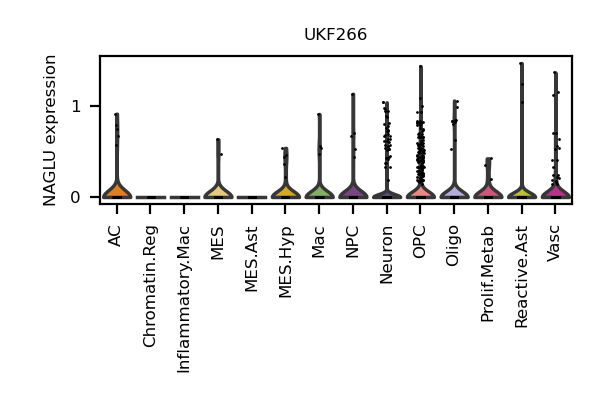 UKF266
NAGLU expression
1
0
AC
Chromatin.Reg
Inflammatory.Mac
MES
MES.Ast
MES.Hyp
Mac
NPC
Neuron
OPC
Oligo
Prolif.Metab
Reactive.Ast
Vasc